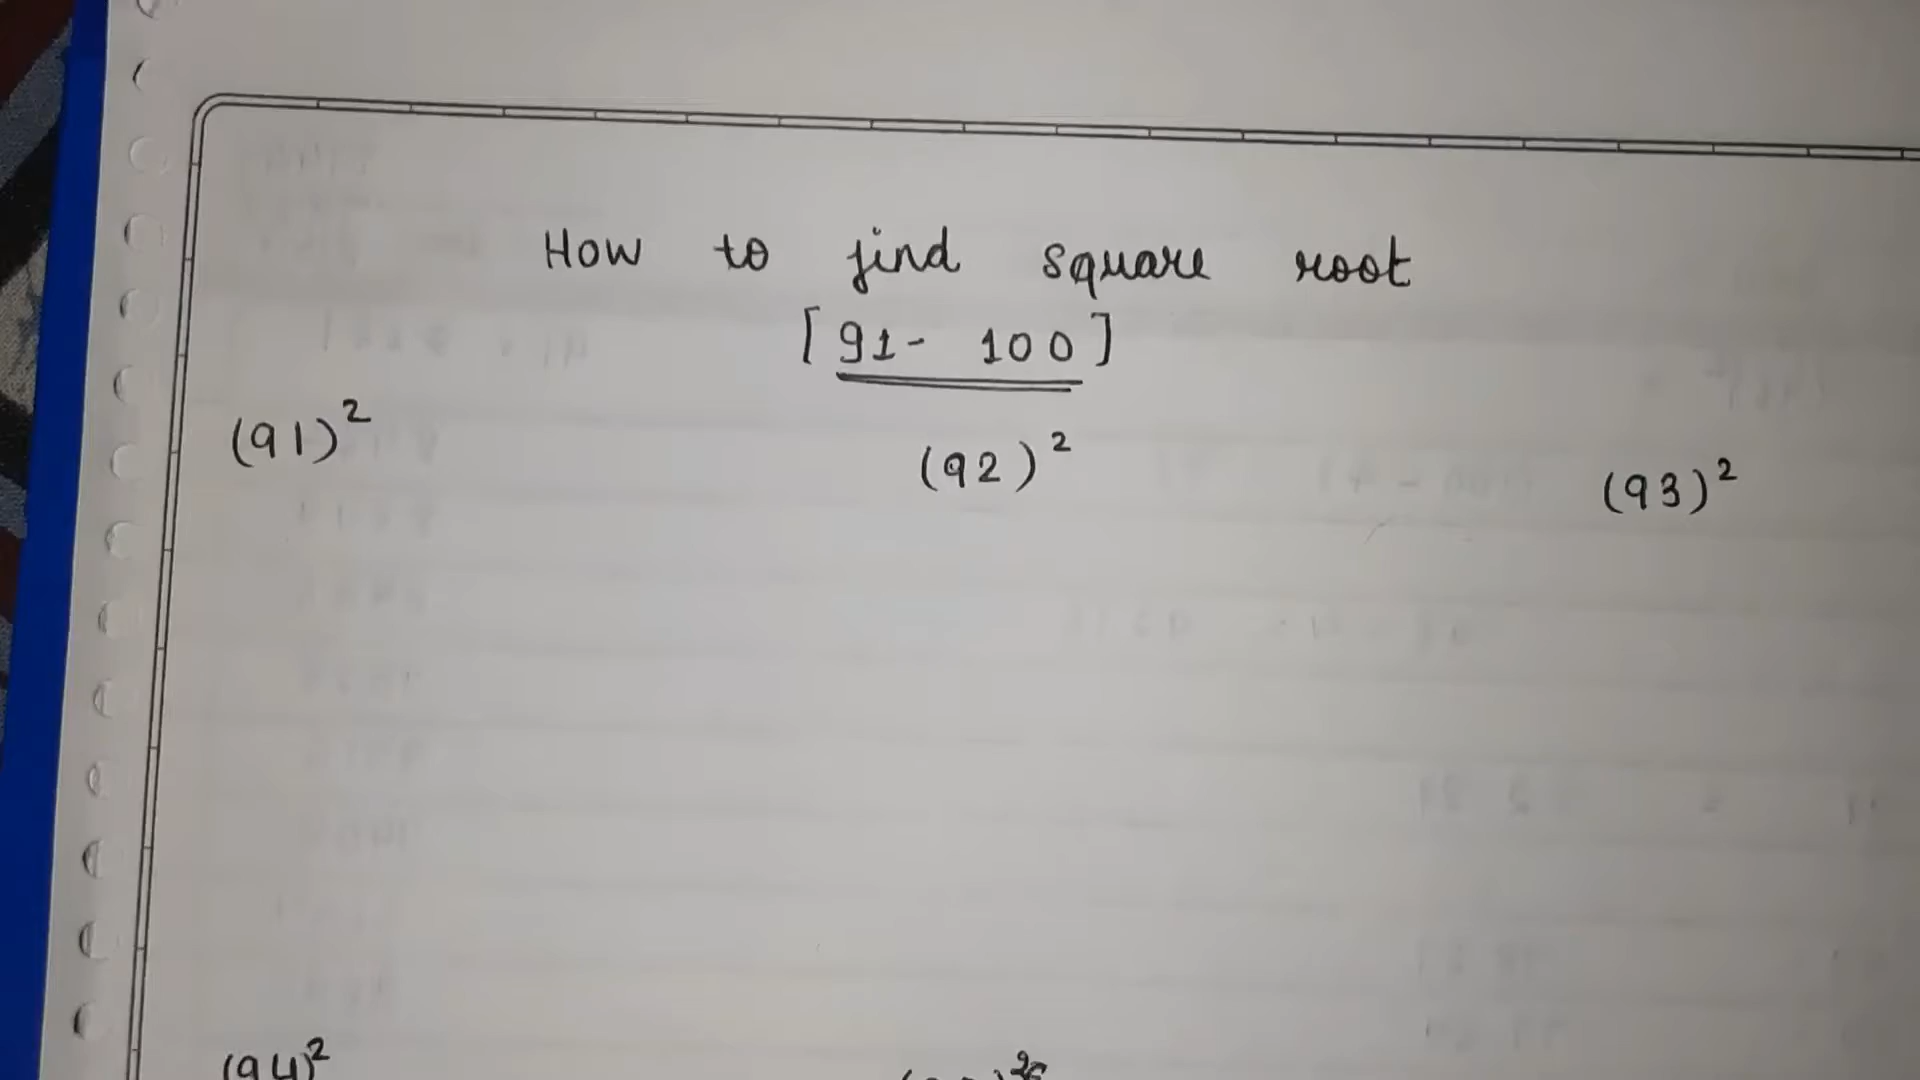 How to find square root
[91- 100]
(91)² (92)² (93)²
(94)²